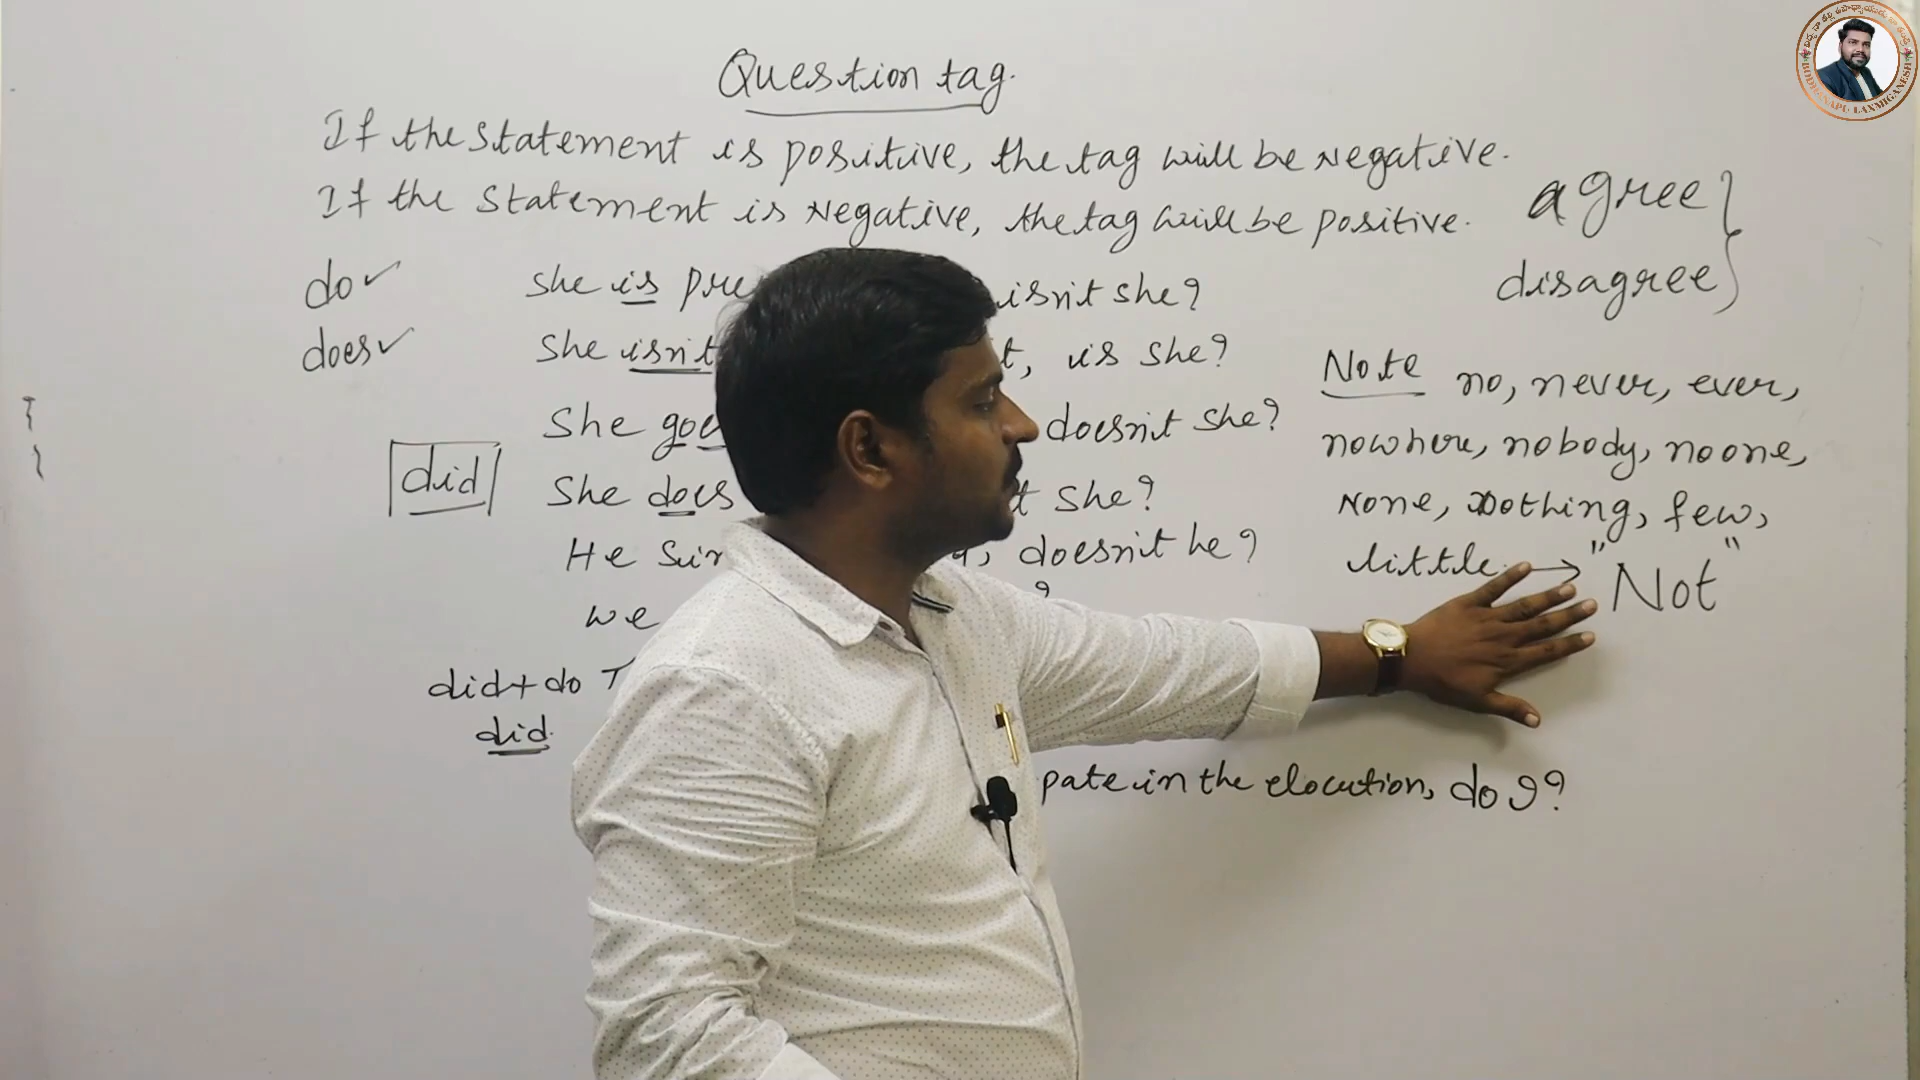 Question tag.
If the statement is positive, the tag will be Negative.
If the statement is Negative, the tag will be positive.
agree
disagree
do✓
does✓
did
She is isn't she?
She isn't is she?
She doesn't she?
She does she?
He doesn't he?
we ?
did+do
did.
pate in the elocution, do I?
Note no, never, ever,
nowhere, nobody, noone,
None, nothing, few,
little. → "Not"
BODHANAPU LAXMIGANESH